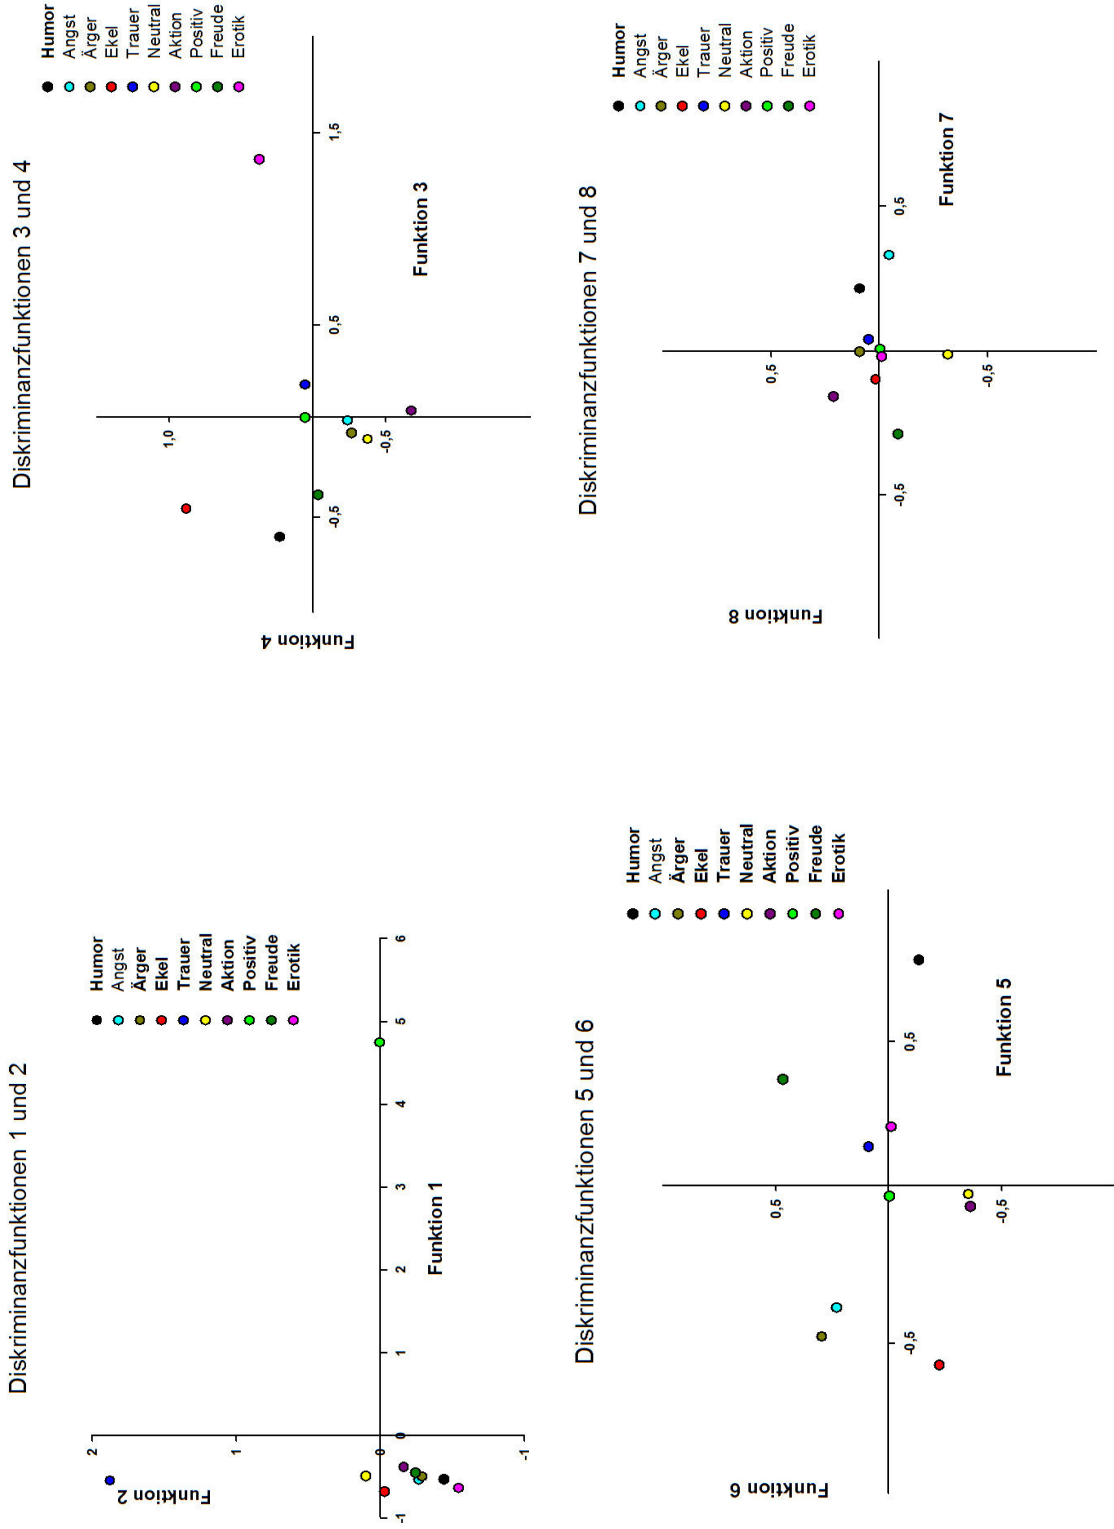 Diskriminanzfunktionen 1 und 2
Funktion 2
2
1
0
-1
-1
0
1
2
3
4
5
6
Funktion 1
Humor
Angst
Ärger
Ekel
Trauer
Neutral
Aktion
Positiv
Freude
Erotik
Diskriminanzfunktionen 3 und 4
Funktion 4
1,0
-0,5
-0,5
0,5
1,5
Funktion 3
Humor
Angst
Ärger
Ekel
Trauer
Neutral
Aktion
Positiv
Freude
Erotik
Diskriminanzfunktionen 5 und 6
Funktion 6
0,5
-0,5
-0,5
0,5
Funktion 5
Humor
Angst
Ärger
Ekel
Trauer
Neutral
Aktion
Positiv
Freude
Erotik
Diskriminanzfunktionen 7 und 8
Funktion 8
0,5
-0,5
-0,5
0,5
Funktion 7
Humor
Angst
Ärger
Ekel
Trauer
Neutral
Aktion
Positiv
Freude
Erotik